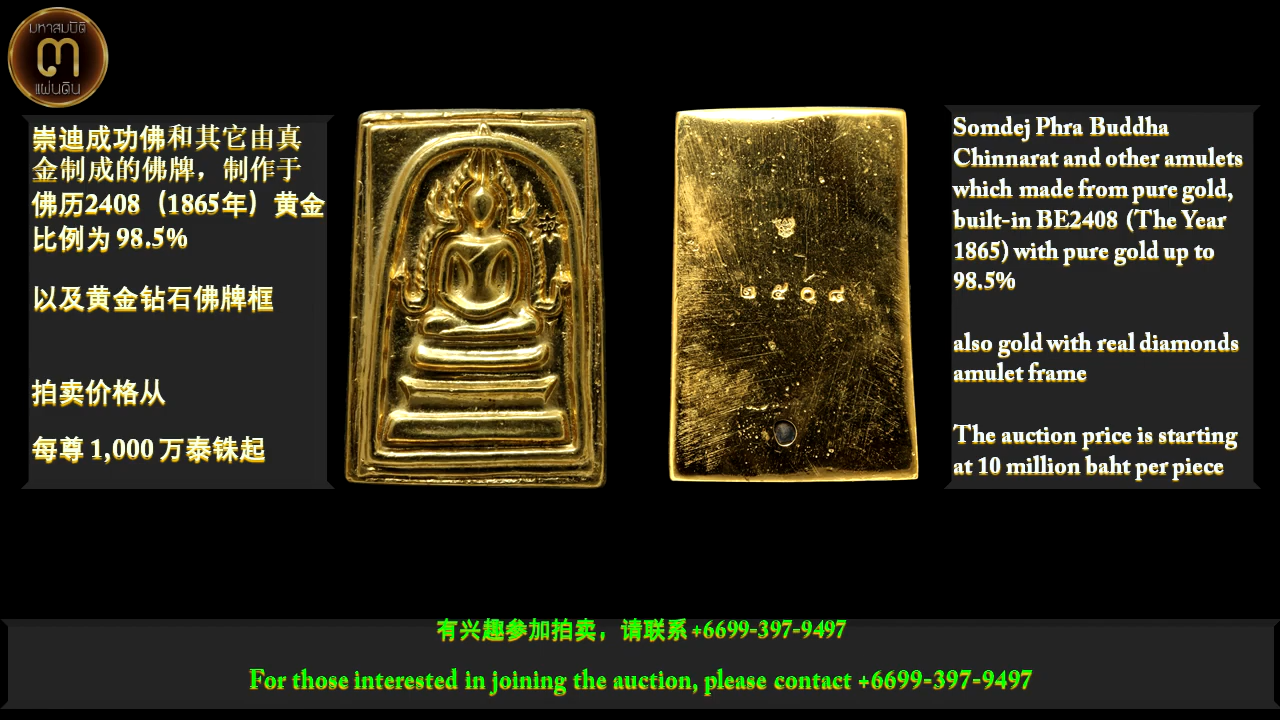 มหาสมบัติ
๓
แผ่นดิน
崇迪成功佛和其它由真
金制成的佛牌，制作于
佛历2408（1865年）黄金
比例为 98.5%
以及黄金钻石佛牌框
拍卖价格从
每尊 1,000 万泰铢起
๒ ๔ ๐ ๘
Somdej Phra Buddha
Chinnarat and other amulets
which made from pure gold,
built-in BE2408 (The Year
1865) with pure gold up to
98.5%
also gold with real diamonds
amulet frame
The auction price is starting
at 10 million baht per piece
有兴趣参加拍卖，请联系 +6699-397-9497
For those interested in joining the auction, please contact +6699-397-9497